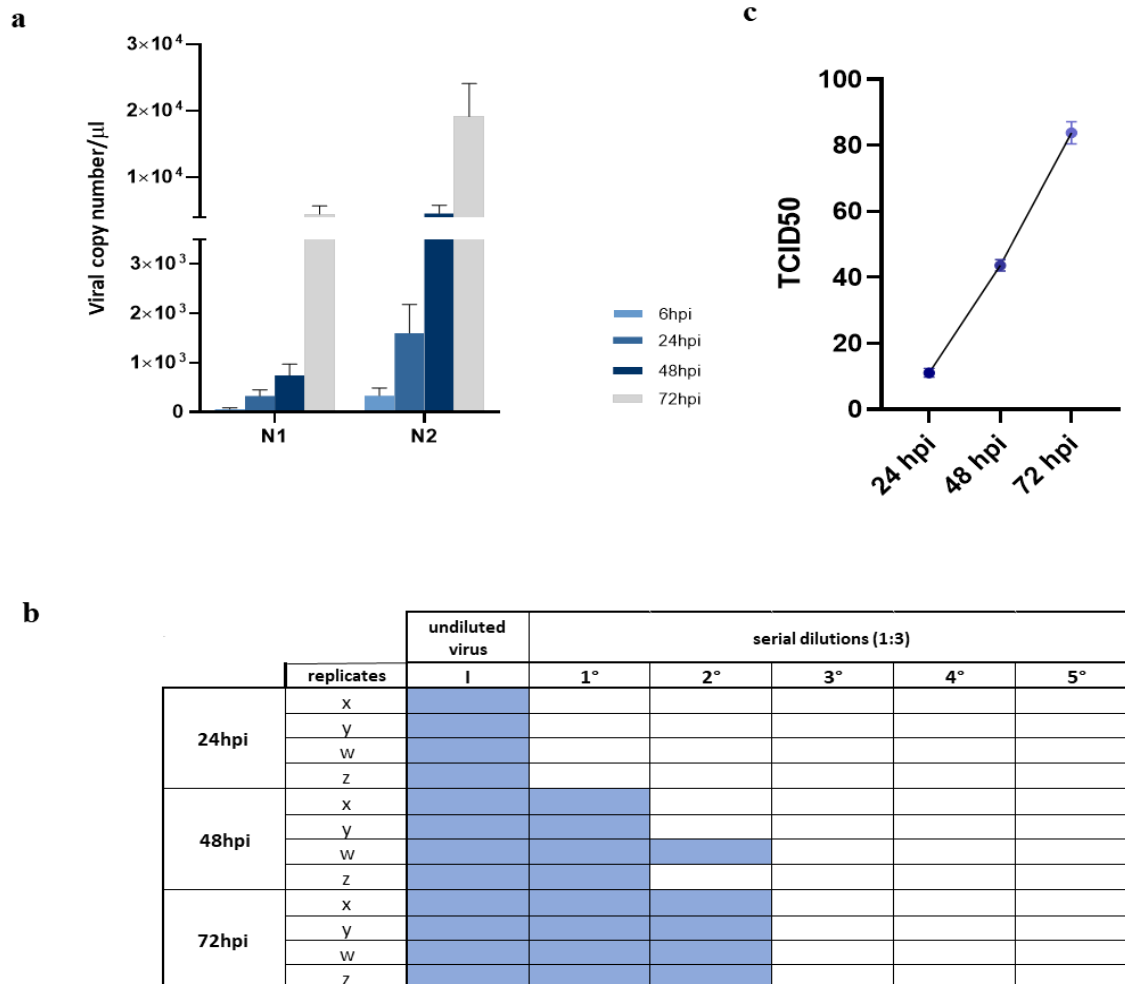 a
Viral copy number/µl
3×10⁴
2×10⁴
1×10⁴
3×10³
2×10³
1×10³
0
N1 N2
6hpi
24hpi
48hpi
72hpi
c
TCID50
100
80
60
40
20
0
24 hpi 48 hpi 72 hpi
b
undiluted virus serial dilutions (1:3)
replicates I 1° 2° 3° 4° 5°
24hpi
x
y
w
z
48hpi
x
y
w
z
72hpi
x
y
w
z